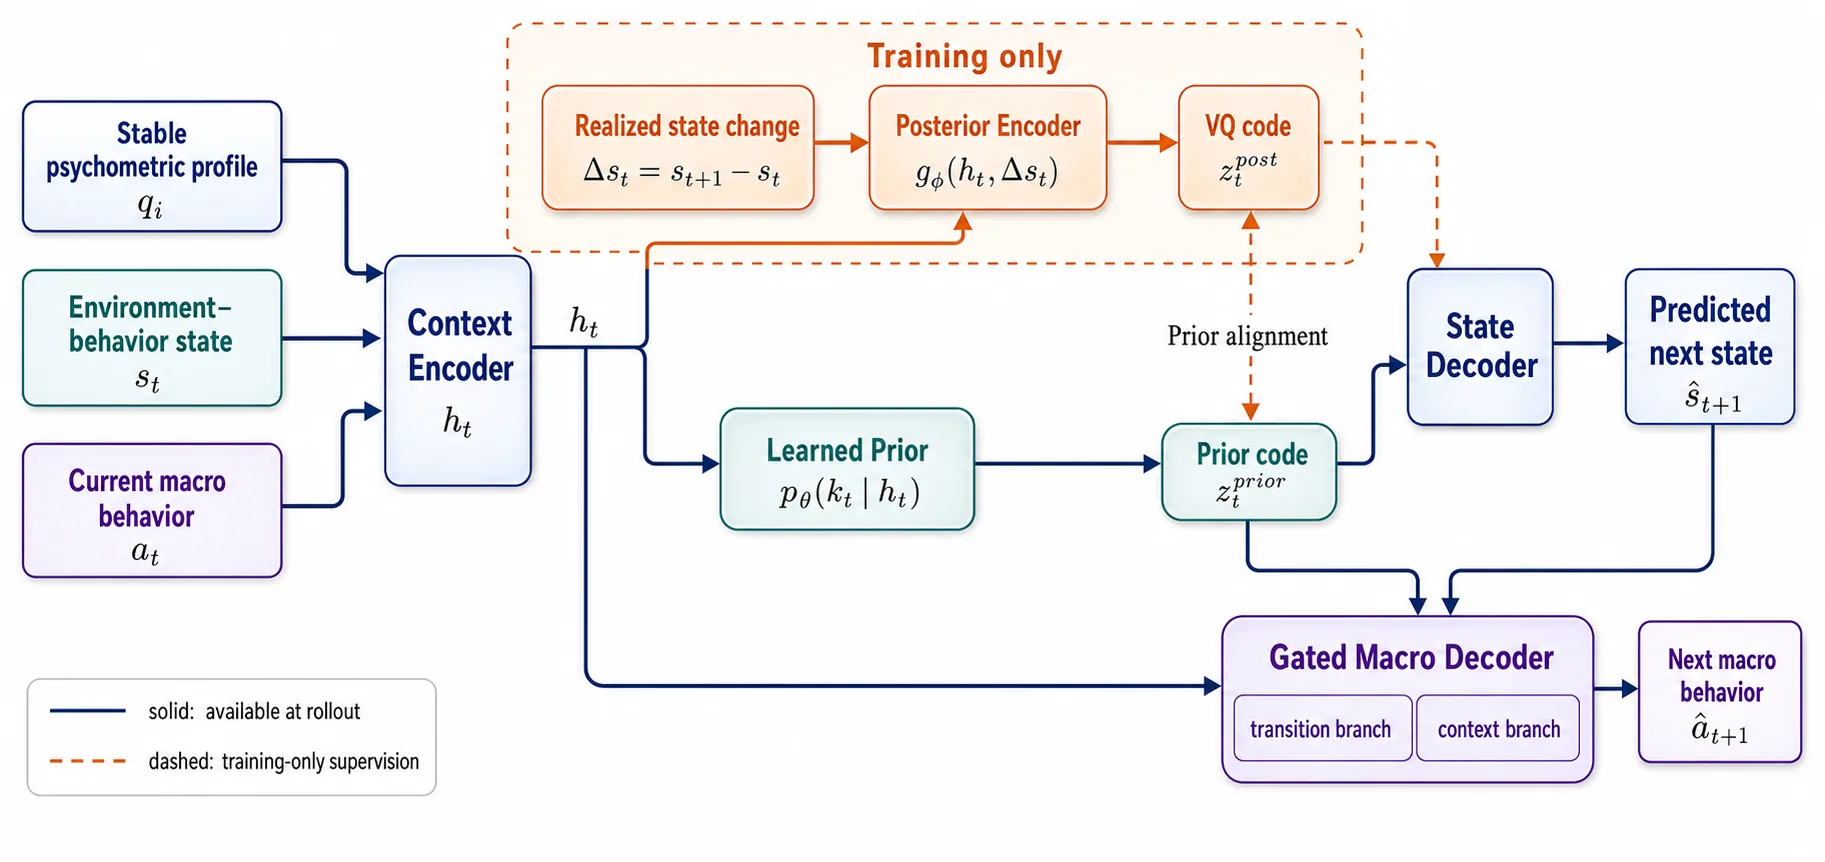 Training only
Stable
psychometric profile
q_i
Realized state change
Δs_t = s_{t+1} − s_t
Posterior Encoder
g_ϕ(h_t, Δs_t)
VQ code
z_t^{post}
Environment–
behavior state
s_t
Context
Encoder
h_t
h_t
Prior alignment
State
Decoder
Predicted
next state
ŝ_{t+1}
Current macro
behavior
a_t
Learned Prior
p_θ(k_t | h_t)
Prior code
z_t^{prior}
Gated Macro Decoder
transition branch
context branch
Next macro
behavior
â_{t+1}
solid: available at rollout
dashed: training-only supervision